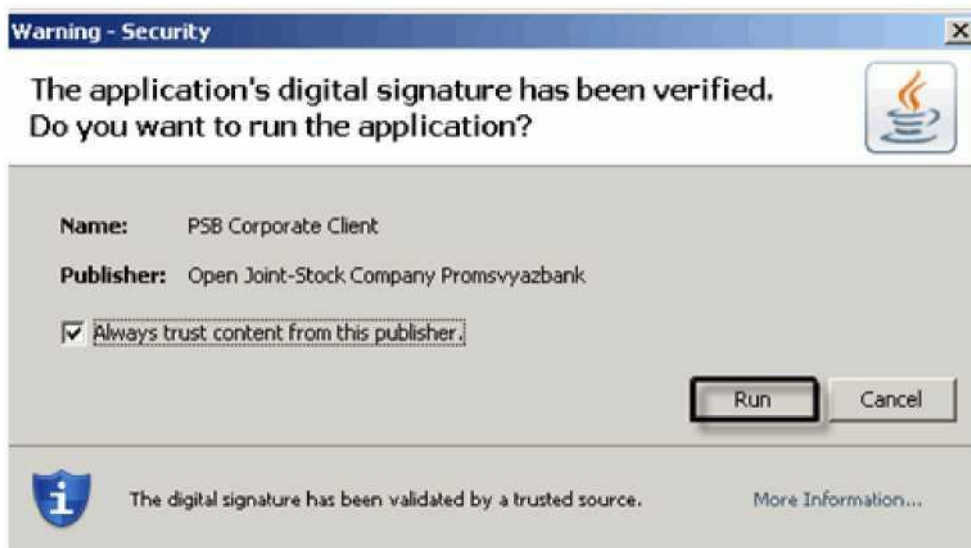 Warning - Security
The application's digital signature has been verified.
Do you want to run the application?
Name: PSB Corporate Client
Publisher: Open Joint-Stock Company Promsvyazbank
Always trust content from this publisher.
Run Cancel
The digital signature has been validated by a trusted source. More Information...